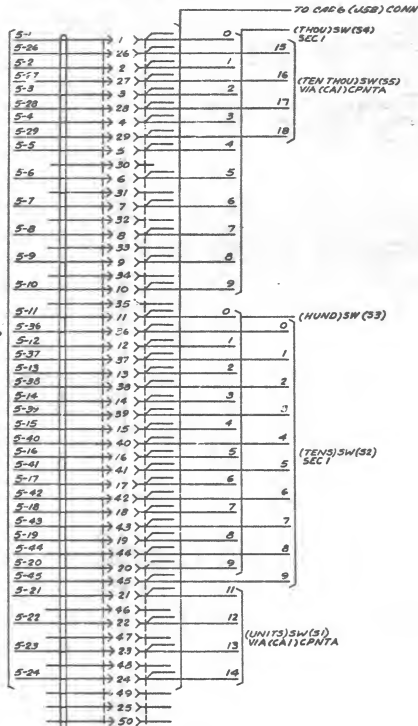 TO CAR 6 (J5B) CONN
(THOU) SW (S4)
SEC 1
5-1 1 0
5-26 26 15
5-2 2 1
5-27 27 16
(TEN THOU) SW (S5)
VIA (CA1) CPNTA
5-3 3 2
5-28 28 17
5-4 4 3
5-29 29 18
5-5 5 4
30
5-6 6 5
31
5-7 7 6
32
5-8 8 7
33
5-9 9 8
34
5-10 10 9
35
5-11 11 0 (HUND) SW (S3)
5-36 36 0
5-12 12 1
5-37 37 1
5-13 13 2
5-38 38 2
5-14 14 3
5-39 39 3
5-15 15 4
5-40 40 4
5-16 16 5
(TENS) SW (S2)
SEC 1
5-41 41 5
5-17 17 6
5-42 42 6
5-18 18 7
5-43 43 7
5-19 19 8
5-44 44 8
5-20 20 9
5-45 45 9
5-21 21 11
46
5-22 22 12
(UNITS) SW (S1)
VIA (CA1) CPNTA
47
5-23 23 13
48
5-24 24 14
49
25
50